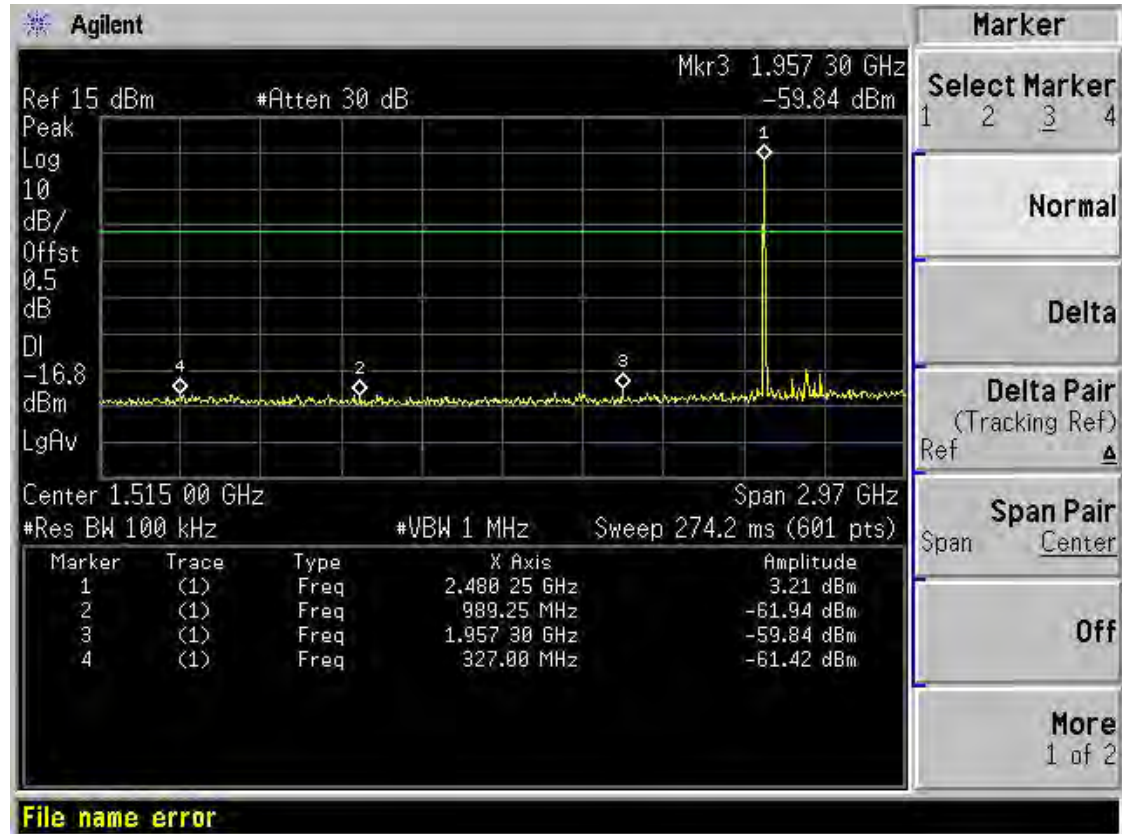 Agilent
Marker
Mkr3 1.957 30 GHz
Ref 15 dBm #Atten 30 dB -59.84 dBm
Peak
Log
10
dB/
Offst
0.5
dB
DI
-16.8
dBm
LgAv
1
4
2
3
Center 1.515 00 GHz Span 2.97 GHz
#Res BW 100 kHz #VBW 1 MHz Sweep 274.2 ms (601 pts)
Marker Trace Type X Axis Amplitude
1 (1) Freq 2.480 25 GHz 3.21 dBm
2 (1) Freq 989.25 MHz -61.94 dBm
3 (1) Freq 1.957 30 GHz -59.84 dBm
4 (1) Freq 327.00 MHz -61.42 dBm
File name error
Select Marker
1 2 3 4
Normal
Delta
Delta Pair
(Tracking Ref)
Ref Δ
Span Pair
Span Center
Off
More
1 of 2